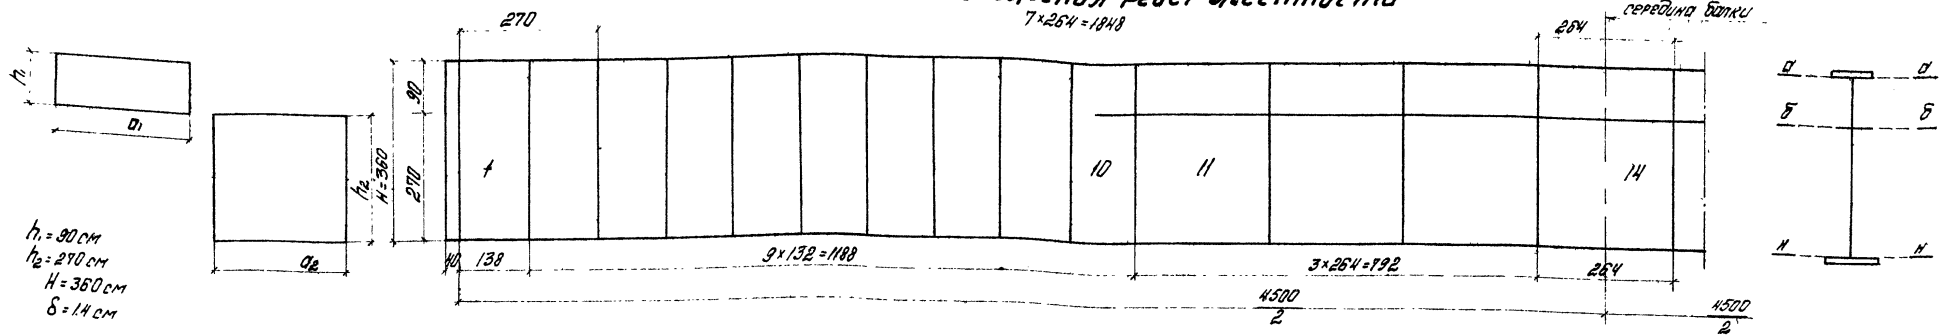 7×264=1848
середина балки
270
264
h₁
a₁
h₂
a₂
H=360
90
270
1
10
11
14
а а
б б
н н
h₁=90 см
h₂=270 см
H=360 см
δ=1.4 см
40 138
9×132=1188
3×264=792
264
4500
2
4500
2